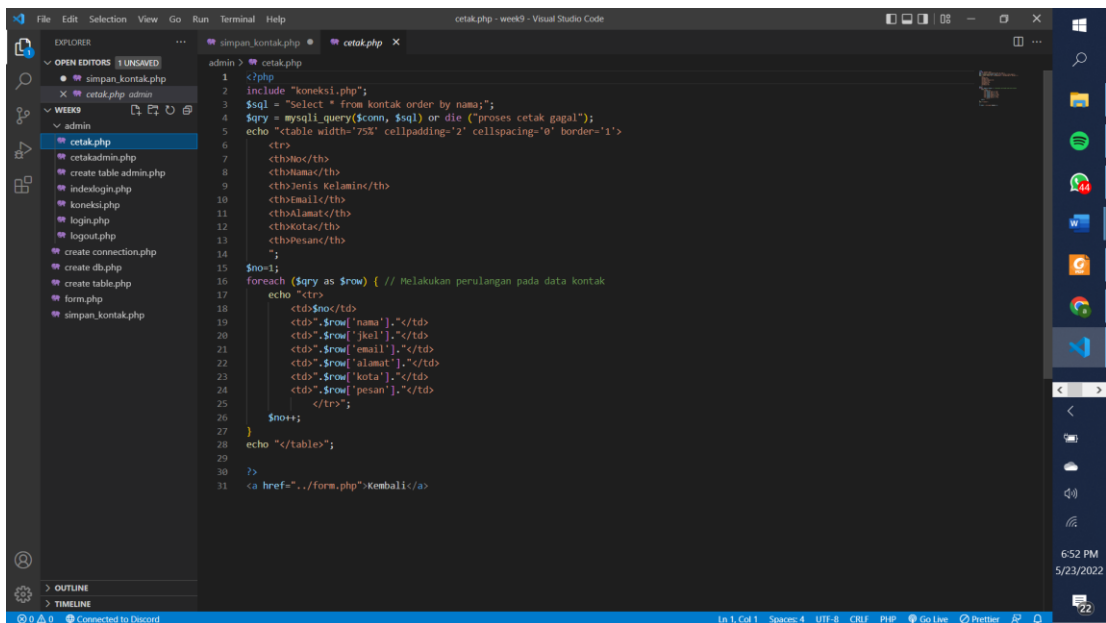 File Edit Selection View Go Run Terminal Help cetak.php - week9 - Visual Studio Code
EXPLORER
OPEN EDITORS 1 UNSAVED
simpan_kontak.php
cetak.php admin
WEEK9
admin
cetak.php
cetakadmin.php
create table admin.php
indexlogin.php
koneksi.php
login.php
logout.php
create connection.php
create db.php
create table.php
form.php
simpan_kontak.php
OUTLINE
TIMELINE
simpan_kontak.php cetak.php
admin > cetak.php
1 <?php
2 include "koneksi.php";
3 $sql = "Select * from kontak order by nama;";
4 $qry = mysqli_query($conn, $sql) or die ("proses cetak gagal");
5 echo "<table width='75%' cellpadding='2' cellspacing='0' border='1'>
6 <tr>
7 <th>No</th>
8 <th>Nama</th>
9 <th>Jenis Kelamin</th>
10 <th>Email</th>
11 <th>Alamat</th>
12 <th>Kota</th>
13 <th>Pesan</th>
14 ";
15 $no=1;
16 foreach ($qry as $row) { // Melakukan perulangan pada data kontak
17 echo "<tr>
18 <td>$no</td>
19 <td>".$row['nama']."</td>
20 <td>".$row['jkel']."</td>
21 <td>".$row['email']."</td>
22 <td>".$row['alamat']."</td>
23 <td>".$row['kota']."</td>
24 <td>".$row['pesan']."</td>
25 </tr>";
26 $no++;
27 }
28 echo "</table>";
29
30 ?>
31 <a href="../form.php">Kembali</a>
0 0 Connected to Discord Ln 1, Col 1 Spaces: 4 UTF-8 CRLF PHP Go Live Prettier
44
6:52 PM
5/23/2022
22